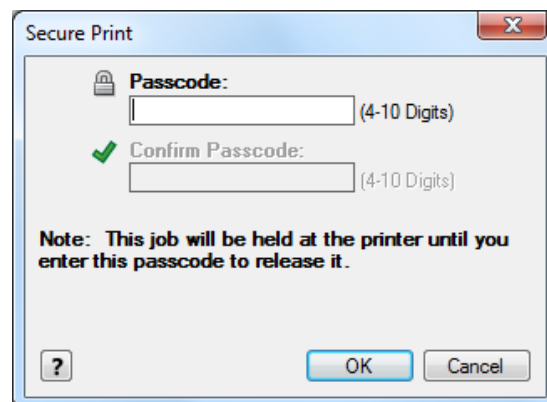 Secure Print
Passcode:
(4-10 Digits)
Confirm Passcode:
(4-10 Digits)
Note: This job will be held at the printer until you
enter this passcode to release it.
? OK Cancel